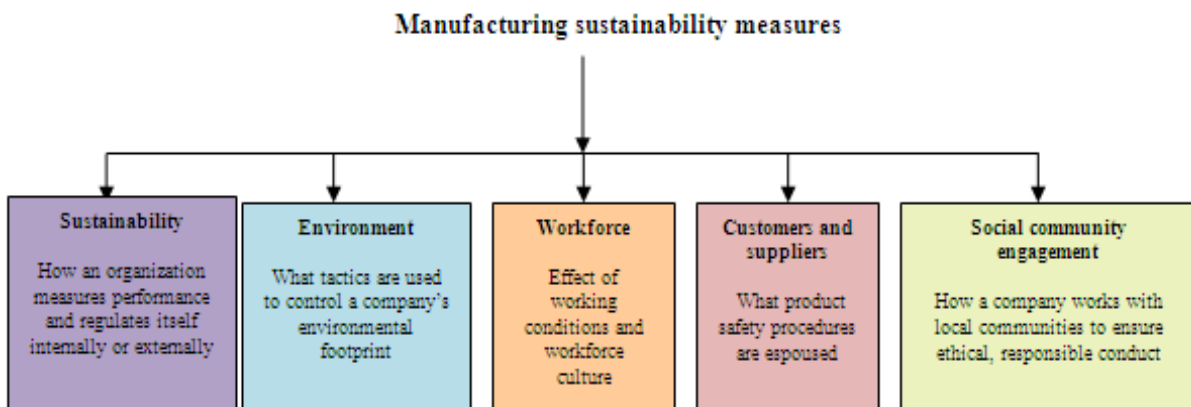 Manufacturing sustainability measures
Sustainability
How an organization
measures performance
and regulates itself
internally or externally
Environment
What tactics are used
to control a company's
environmental
footprint
Workforce
Effect of
working
conditions and
workforce
culture
Customers and
suppliers
What product
safety procedures
are espoused
Social community
engagement
How a company works with
local communities to ensure
ethical, responsible conduct